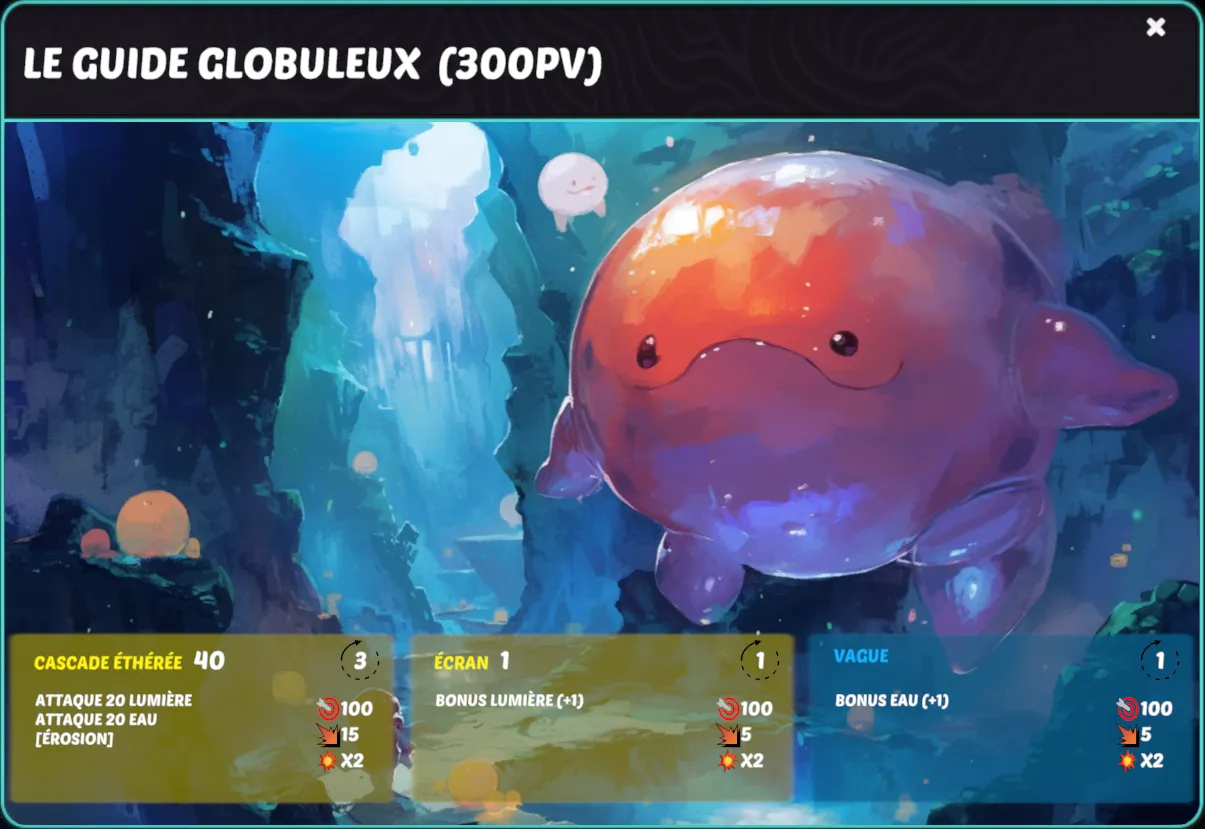 LE GUIDE GLOBULEUX (300PV)
CASCADE ÉTHÉRÉE 40
3
ATTAQUE 20 LUMIÈRE
ATTAQUE 20 EAU
[ÉROSION]
100
15
X2
ÉCRAN 1
1
BONUS LUMIÈRE (+1)
100
5
X2
VAGUE
1
BONUS EAU (+1)
100
5
X2